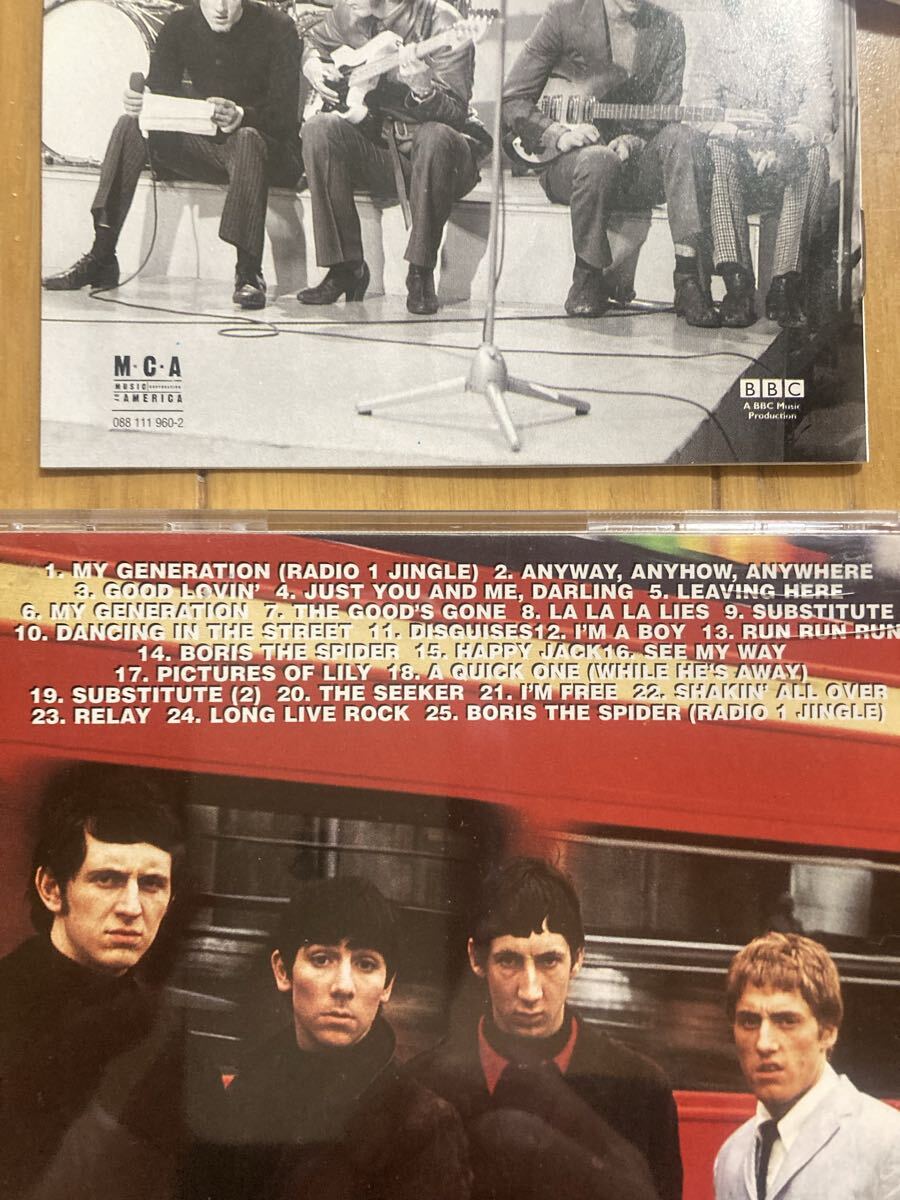 M·C·A
MUSIC CORPORATION
OF AMERICA
088 111 960-2
BBC
A BBC Music
Production
1. MY GENERATION (RADIO 1 JINGLE) 2. ANYWAY, ANYHOW, ANYWHERE
3. GOOD LOVIN' 4. JUST YOU AND ME, DARLING 5. LEAVING HERE
6. MY GENERATION 7. THE GOOD'S GONE 8. LA LA LA LIES 9. SUBSTITUTE
10. DANCING IN THE STREET 11. DISGUISES12. I'M A BOY 13. RUN RUN RUN
14. BORIS THE SPIDER 15. HAPPY JACK16. SEE MY WAY
17. PICTURES OF LILY 18. A QUICK ONE (WHILE HE'S AWAY)
19. SUBSTITUTE (2) 20. THE SEEKER 21. I'M FREE 22. SHAKIN' ALL OVER
23. RELAY 24. LONG LIVE ROCK 25. BORIS THE SPIDER (RADIO 1 JINGLE)